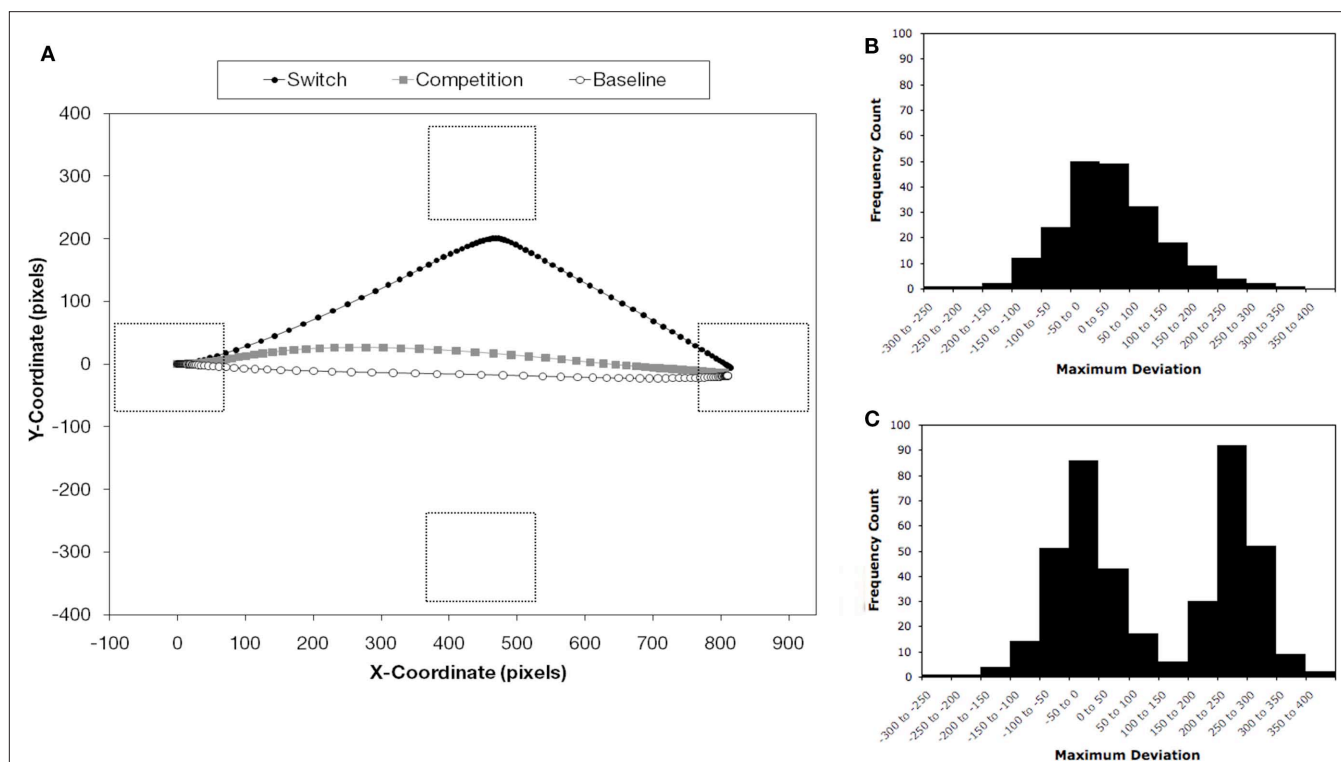 A
Switch Competition Baseline
400
300
200
100
0
-100
-200
-300
-400
-100 0 100 200 300 400 500 600 700 800 900
Y-Coordinate (pixels)
X-Coordinate (pixels)
B
100
90
80
70
60
50
40
30
20
10
0
Frequency Count
-300 to -250
-250 to -200
-200 to -150
-150 to -100
-100 to -50
-50 to 0
0 to 50
50 to 100
100 to 150
150 to 200
200 to 250
250 to 300
300 to 350
350 to 400
Maximum Deviation
C
100
90
80
70
60
50
40
30
20
10
0
Frequency Count
-300 to -250
-250 to -200
-200 to -150
-150 to -100
-100 to -50
-50 to 0
0 to 50
50 to 100
100 to 150
150 to 200
200 to 250
250 to 300
300 to 350
350 to 400
Maximum Deviation